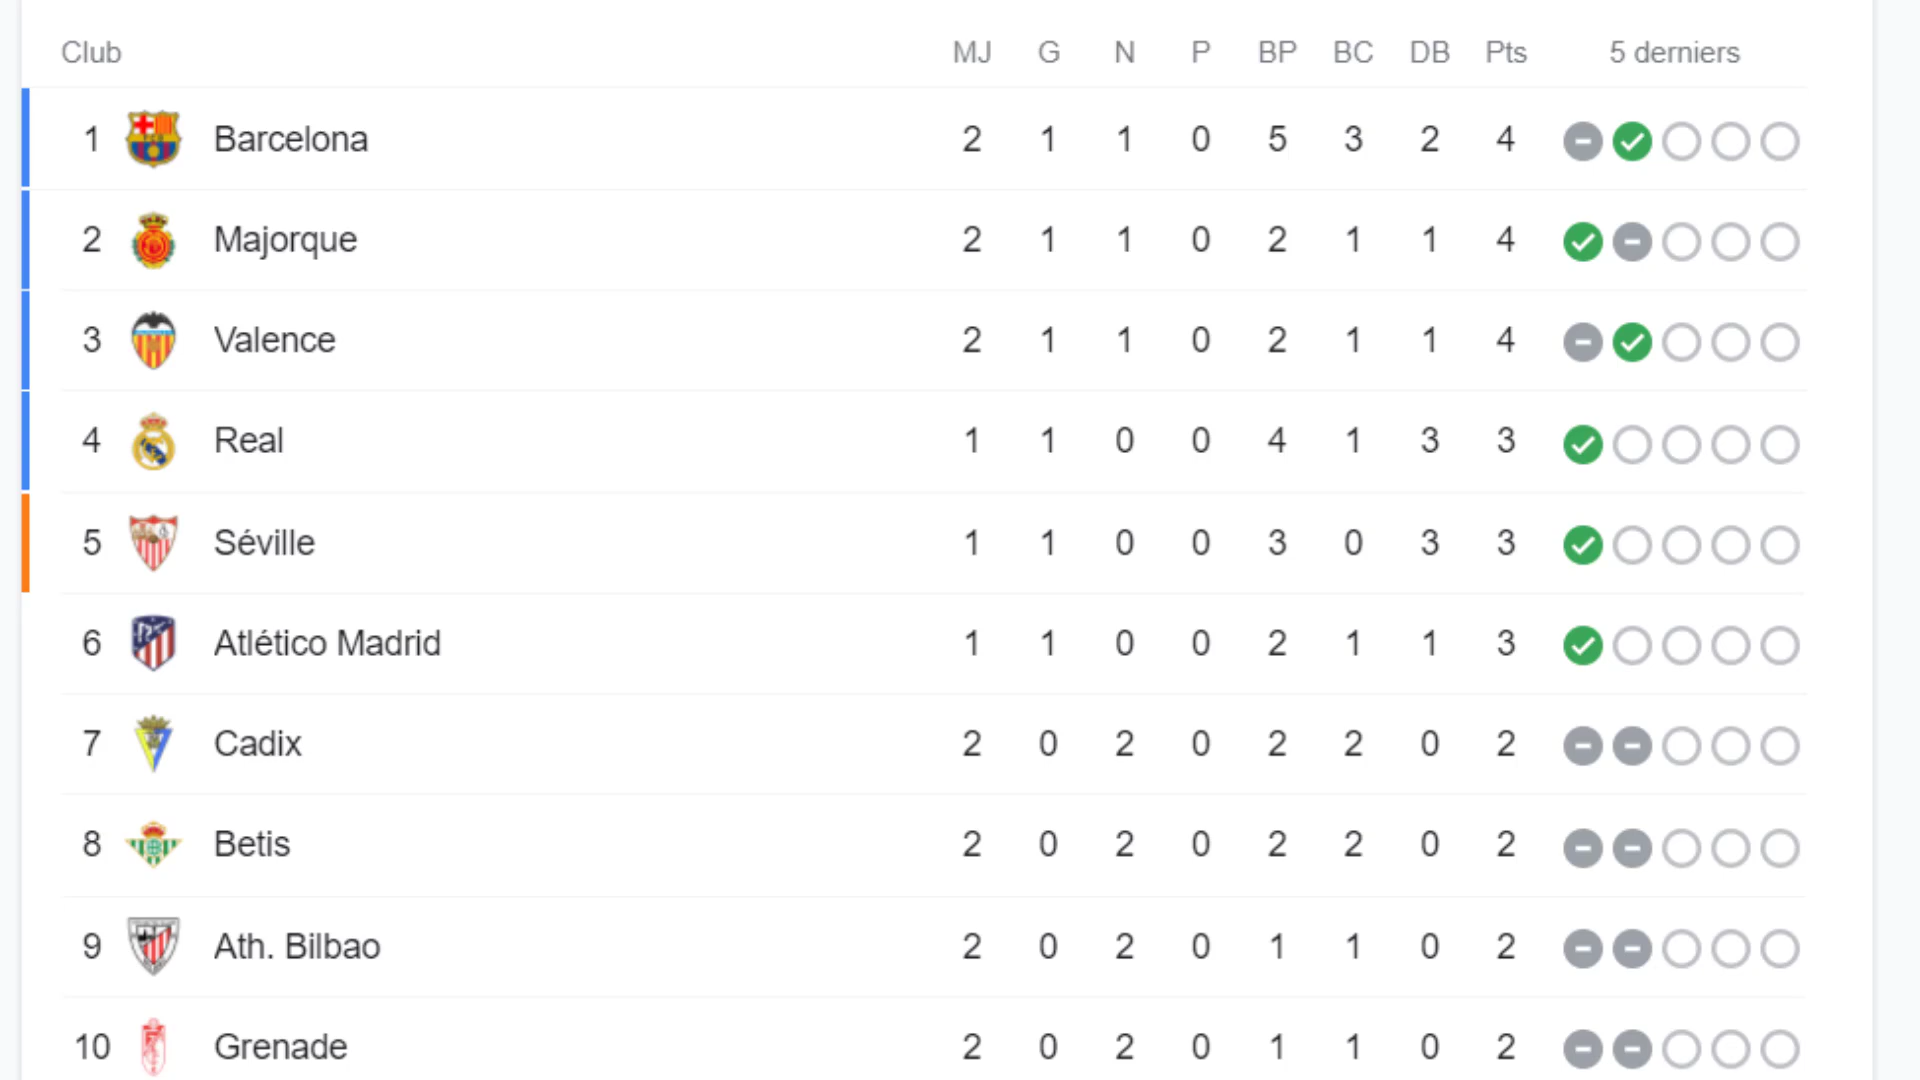 Club MJ G N P BP BC DB Pts 5 derniers
1 Barcelona 2 1 1 0 5 3 2 4
2 Majorque 2 1 1 0 2 1 1 4
3 Valence 2 1 1 0 2 1 1 4
4 Real 1 1 0 0 4 1 3 3
5 Séville 1 1 0 0 3 0 3 3
6 Atlético Madrid 1 1 0 0 2 1 1 3
7 Cadix 2 0 2 0 2 2 0 2
8 Betis 2 0 2 0 2 2 0 2
9 Ath. Bilbao 2 0 2 0 1 1 0 2
10 Grenade 2 0 2 0 1 1 0 2